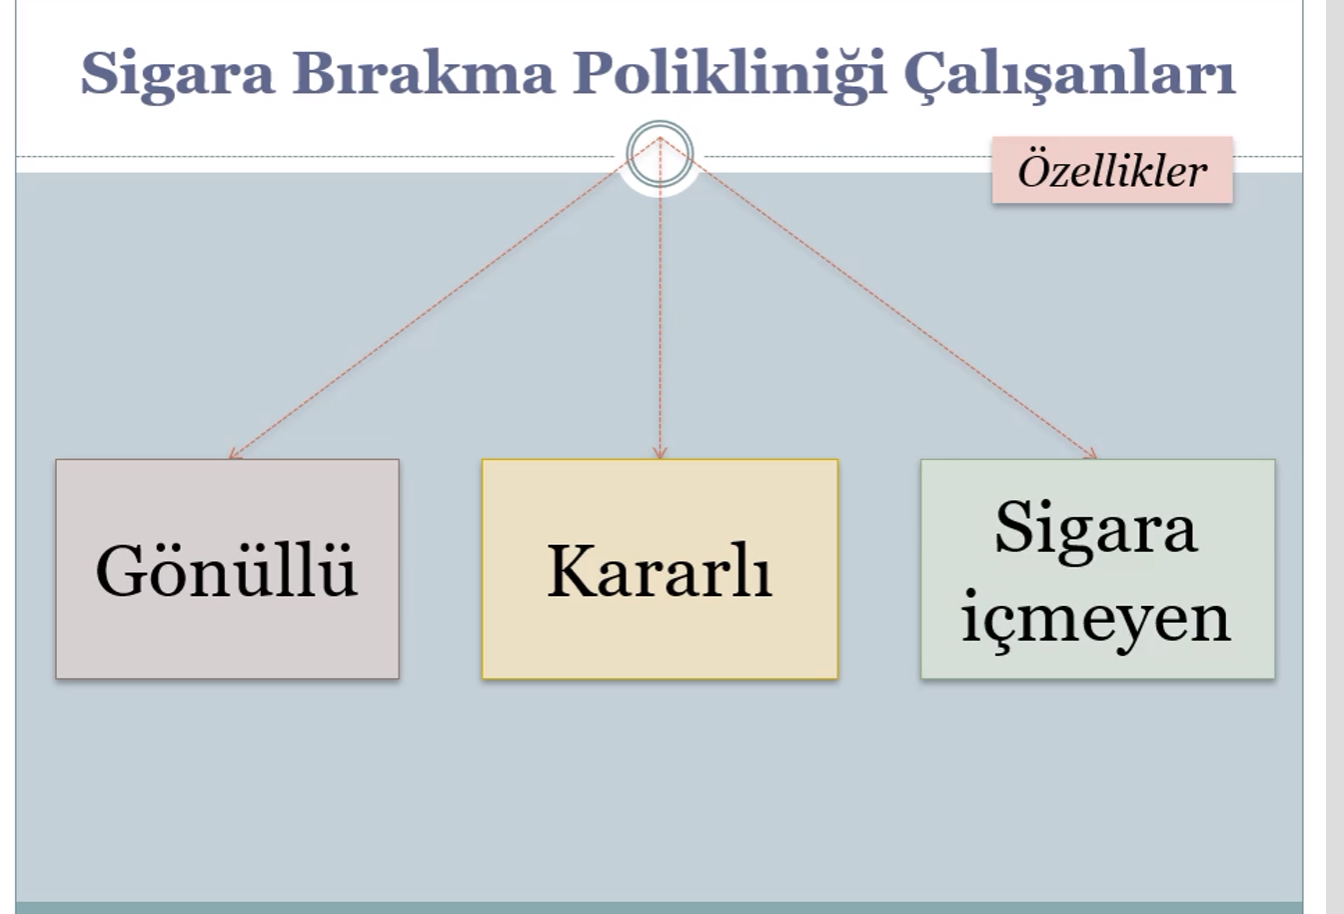 Sigara Bırakma Polikliniği Çalışanları
Özellikler
Gönüllü
Kararlı
Sigara
içmeyen